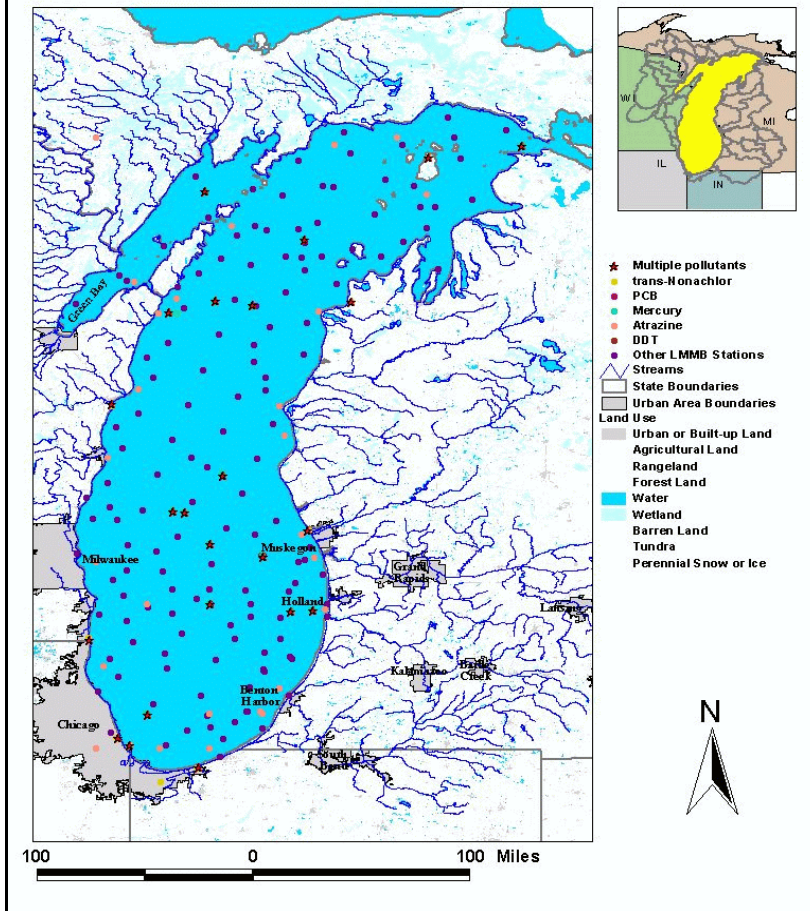 WI
MI
IL
IN
Green Bay
Milwaukee
Muskegon
Grand
Rapids
Holland
Lansing
Kalamazoo
Battle
Creek
Benton
Harbor
Chicago
South
Bend
Multiple pollutants
trans-Nonachlor
PCB
Mercury
Atrazine
DDT
Other LMMB Stations
Streams
State Boundaries
Urban Area Boundaries
Land Use
Urban or Built-up Land
Agricultural Land
Rangeland
Forest Land
Water
Wetland
Barren Land
Tundra
Perennial Snow or Ice
N
100 0 100 Miles